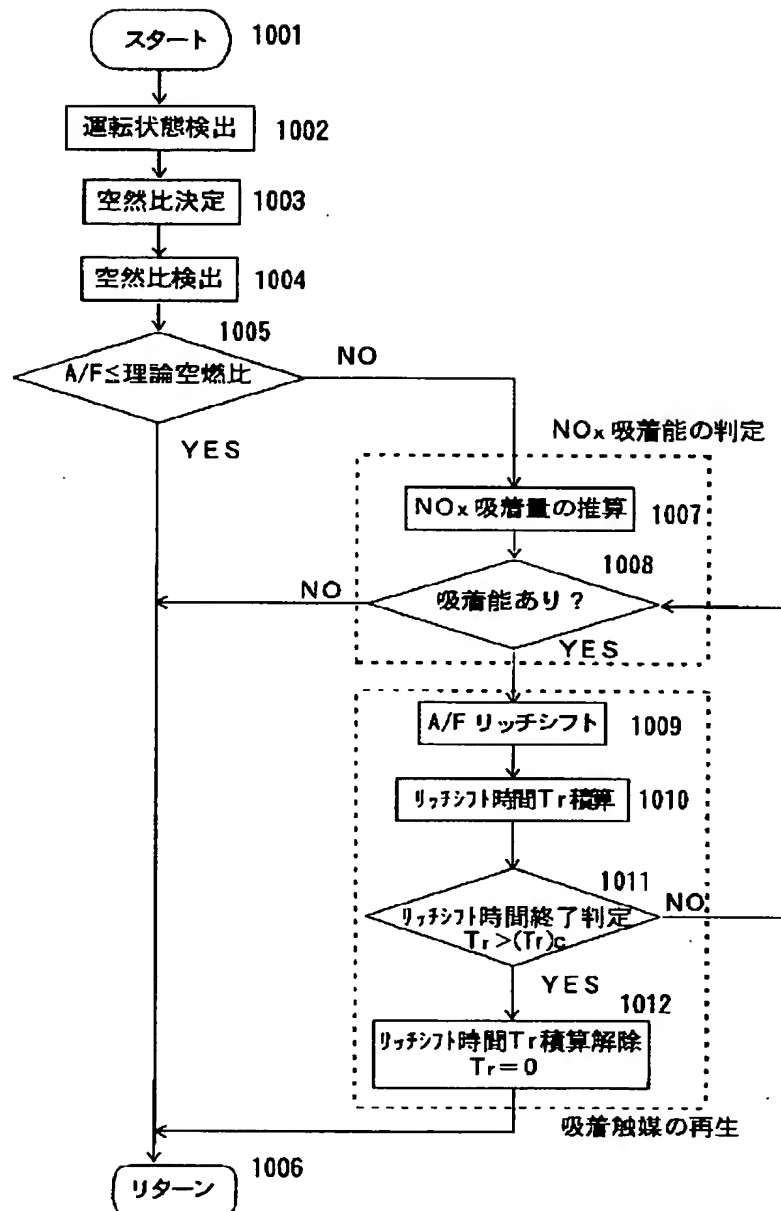 スタート 1001
運転状態検出 1002
空然比決定 1003
空然比検出 1004
1005
A/F≦理論空燃比
NO
YES
NOx吸着能の判定
NOx吸着量の推算 1007
1008
吸着能あり？
NO
YES
A/F リッチシフト 1009
リッチシフト時間Tr積算 1010
1011
リッチシフト時間終了判定
Tr>(Tr)c
NO
YES
1012
リッチシフト時間Tr積算解除
Tr=0
吸着触媒の再生
リターン 1006